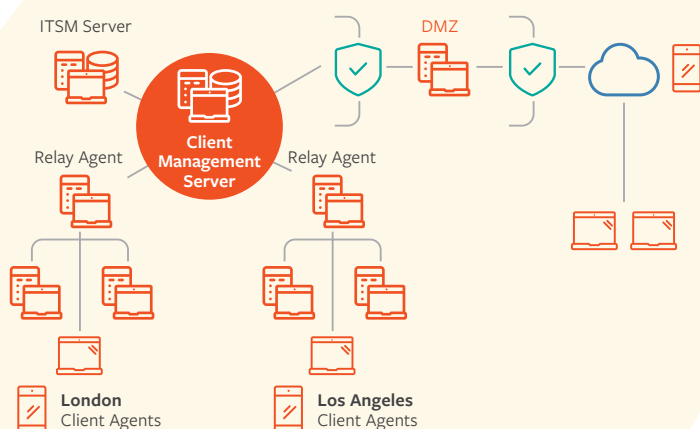 ITSM Server
DMZ
Client
Management
Server
Relay Agent
Relay Agent
London
Client Agents
Los Angeles
Client Agents